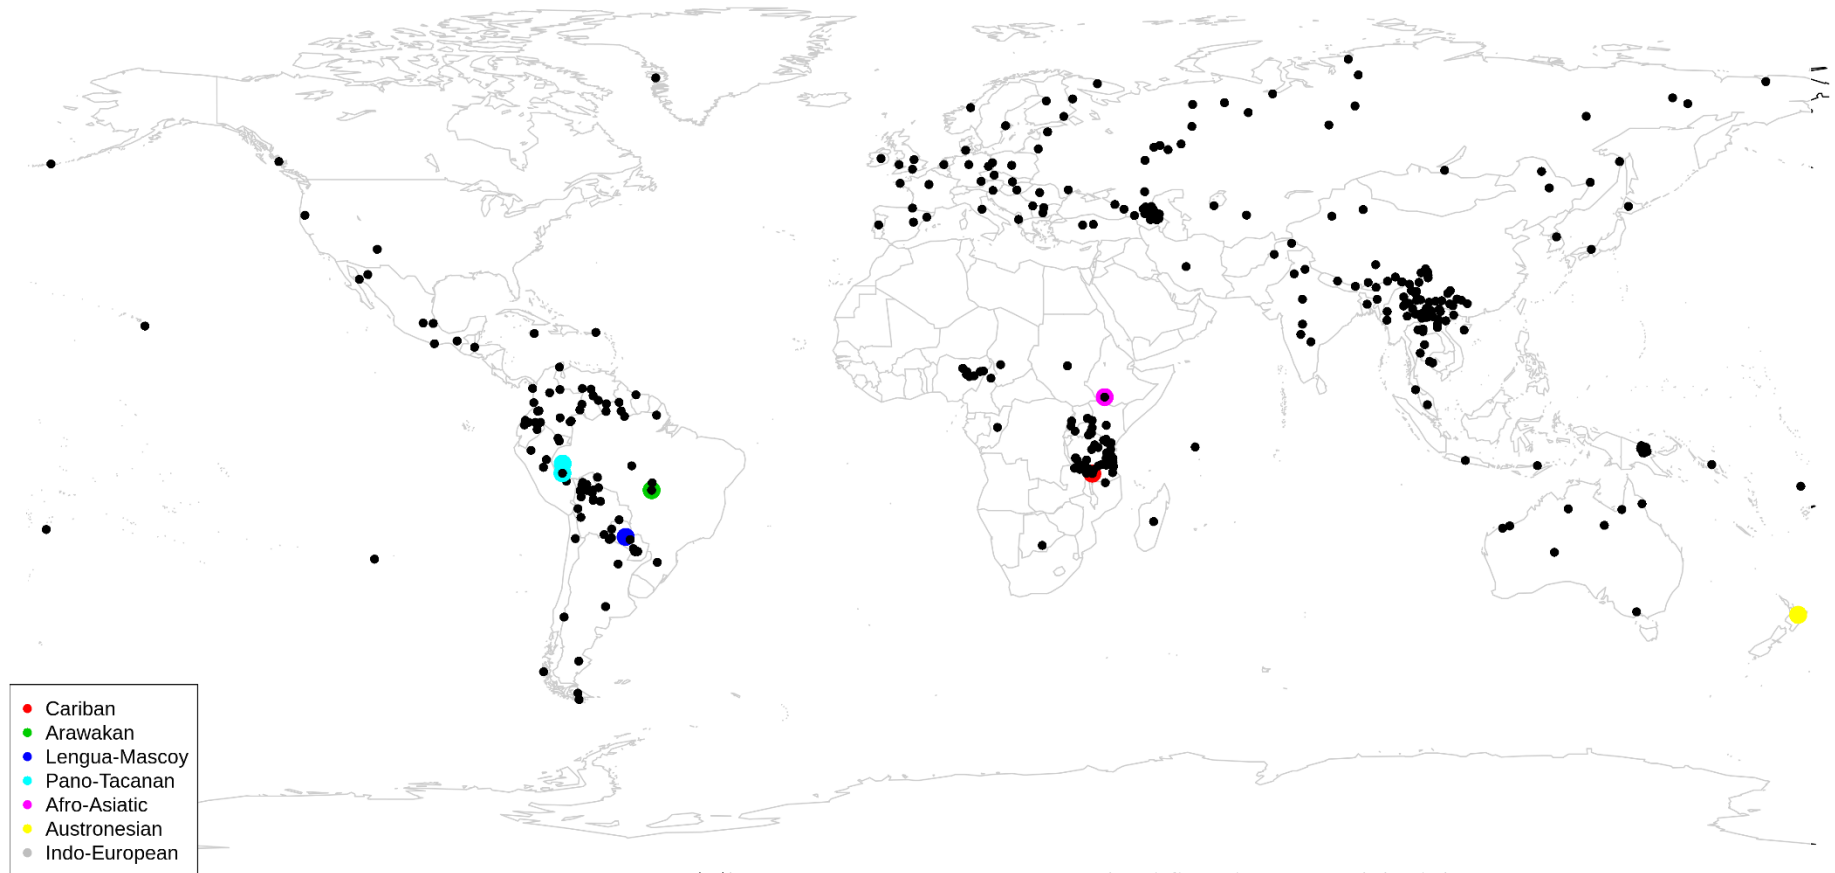 Cariban
Arawakan
Lengua-Mascoy
Pano-Tacanan
Afro-Asiatic
Austronesian
Indo-European